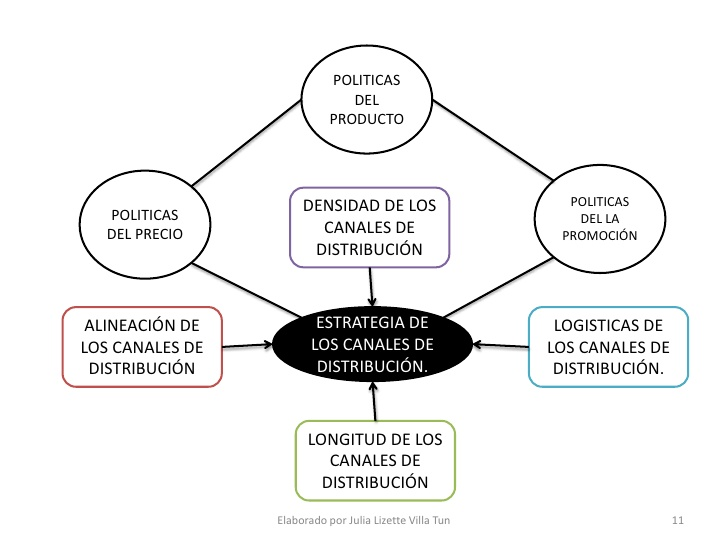 POLITICAS
DEL
PRODUCTO
POLITICAS
DEL PRECIO
DENSIDAD DE LOS
CANALES DE
DISTRIBUCIÓN
POLITICAS
DEL LA
PROMOCIÓN
ALINEACIÓN DE
LOS CANALES DE
DISTRIBUCIÓN
ESTRATEGIA DE
LOS CANALES DE
DISTRIBUCIÓN.
LOGISTICAS DE
LOS CANALES DE
DISTRIBUCIÓN.
LONGITUD DE LOS
CANALES DE
DISTRIBUCIÓN
Elaborado por Julia Lizette Villa Tun
11